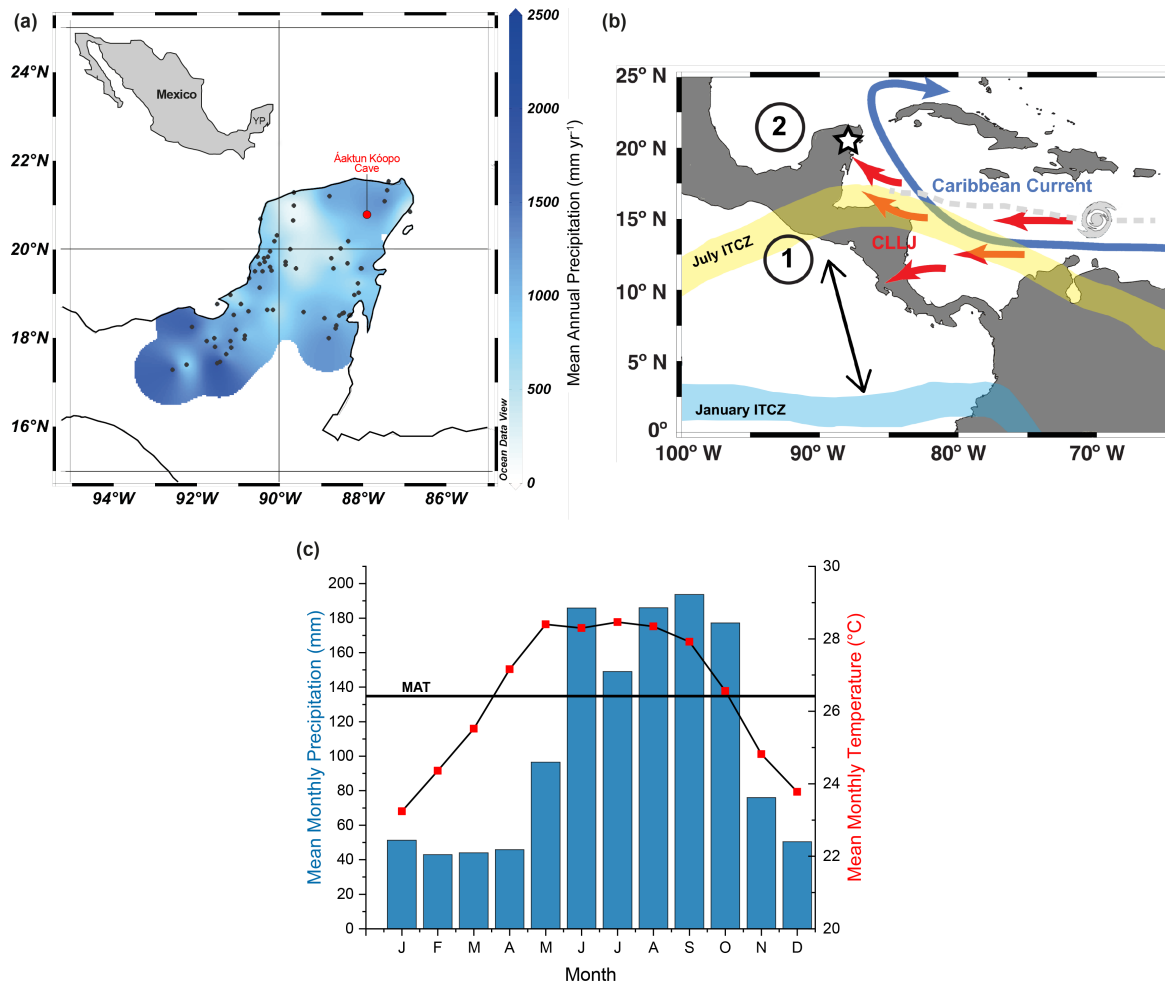 (a)
24°N
22°N
20°N
18°N
16°N
94°W
92°W
90°W
88°W
86°W
Mexico
YP
Áaktun Kóopo
Cave
Ocean Data View
2500
2000
1500
1000
500
0
Mean Annual Precipitation (mm yr⁻¹)
(b)
25° N
20° N
15° N
10° N
5° N
0°
100° W
90° W
80° W
70° W
2
Caribbean Current
CLLJ
July ITCZ
1
January ITCZ
(c)
Mean Monthly Precipitation (mm)
200
180
160
140
120
100
80
60
40
20
0
MAT
30
28
26
24
22
20
Mean Monthly Temperature (°C)
J F M A M J J A S O N D
Month